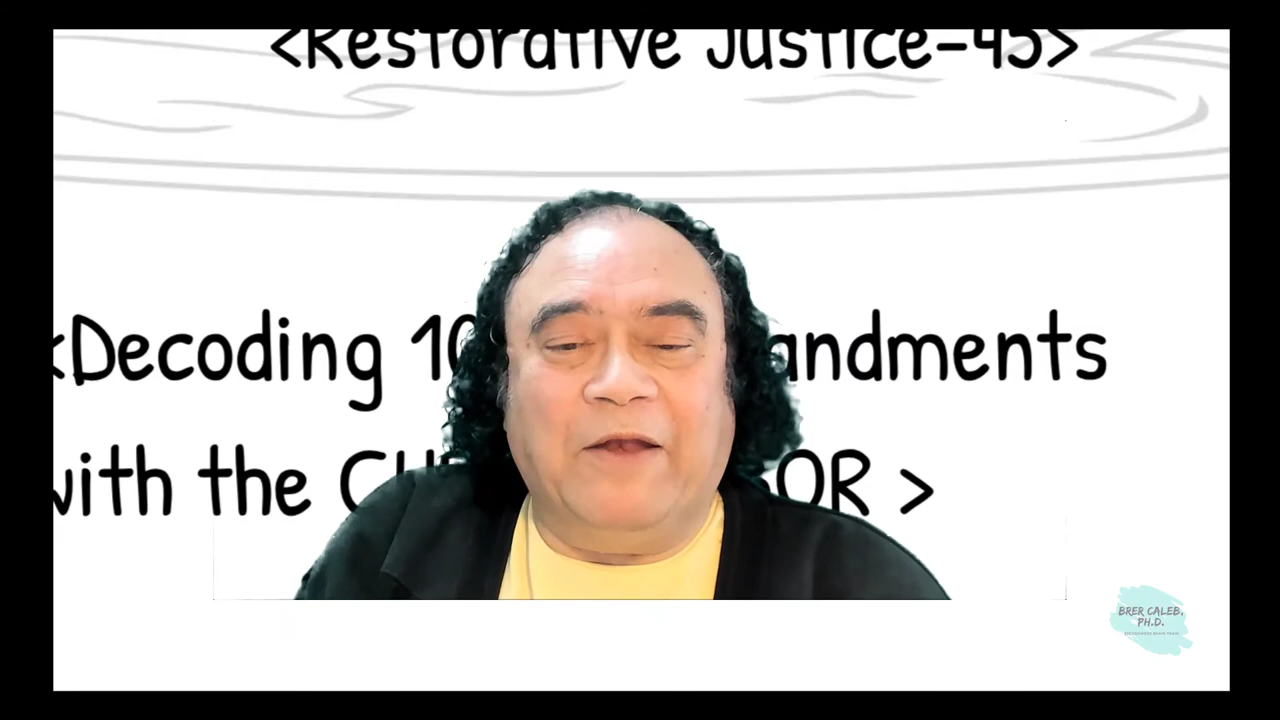 <Restorative Justice-45>
<Decoding 10 andments
with the OR >
BRER CALEB,
PH.D.